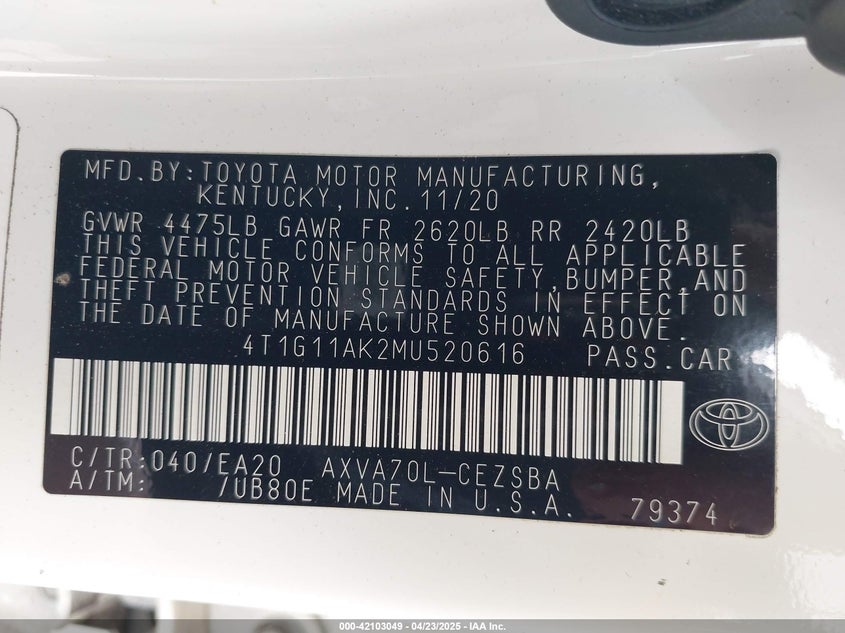 MFD.BY:TOYOTA MOTOR MANUFACTURING,
KENTUCKY,INC.11/20
GVWR 4475LB GAWR FR 2620LB RR 2420LB
THIS VEHICLE CONFORMS TO ALL APPLICABLE
FEDERAL MOTOR VEHICLE SAFETY,BUMPER,AND
THEFT PREVENTION STANDARDS IN EFFECT ON
THE DATE OF MANUFACTURE SHOWN ABOVE.
4T1G11AK2MU520616 PASS.CAR
C/TR:040/EA20 AXVA70L-CEZSBA
A/TM: /UB80E MADE IN U.S.A. 79374
000-42103049 - 04/23/2025 - IAA Inc.